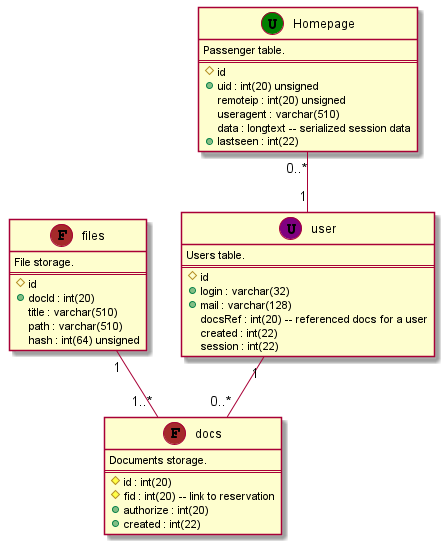 U Homepage
Passenger table.
id
uid : int(20) unsigned
remoteip : int(20) unsigned
useragent : varchar(510)
data : longtext -- serialized session data
lastseen : int(22)
0..*
1
F files
File storage.
id
docId : int(20)
title : varchar(510)
path : varchar(510)
hash : int(64) unsigned
U user
Users table.
id
login : varchar(32)
mail : varchar(128)
docsRef : int(20) -- referenced docs for a user
created : int(22)
session : int(22)
1
1
1..*
0..*
F docs
Documents storage.
id : int(20)
fid : int(20) -- link to reservation
authorize : int(20)
created : int(22)